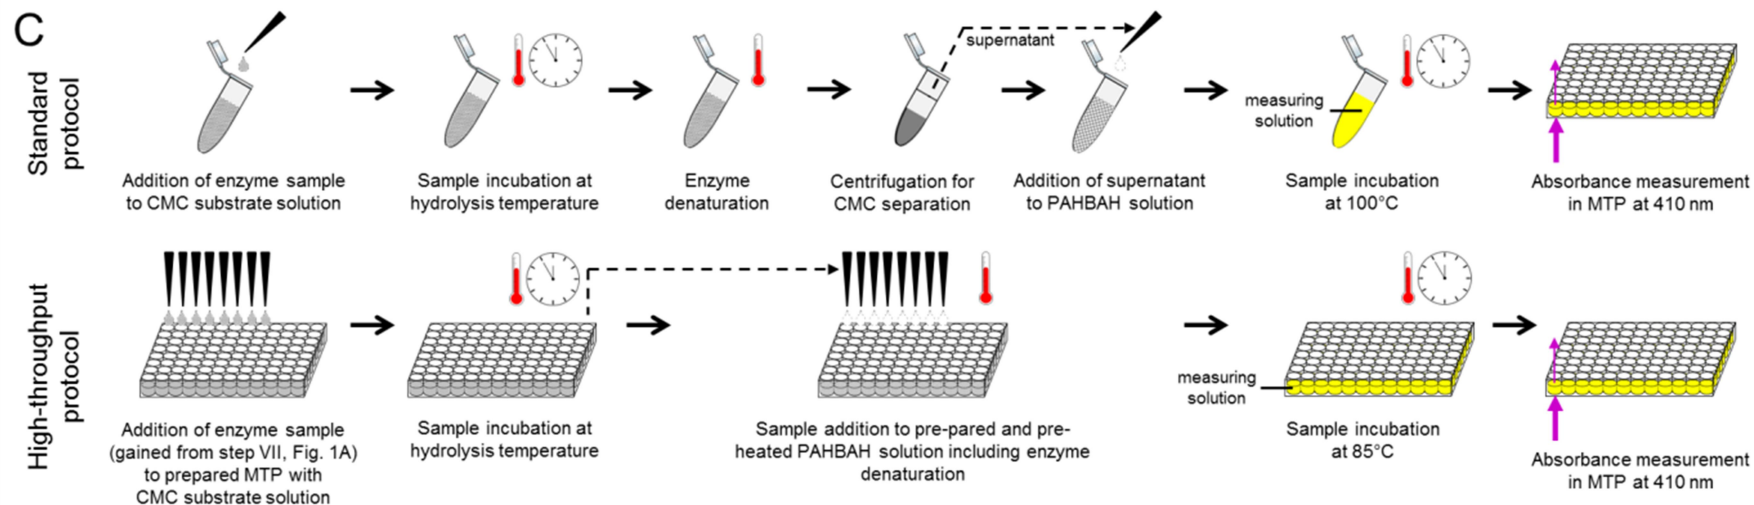 C
Standard
protocol
supernatant
measuring
solution
Addition of enzyme sample
to CMC substrate solution
Sample incubation at
hydrolysis temperature
Enzyme
denaturation
Centrifugation for
CMC separation
Addition of supernatant
to PAHBAH solution
Sample incubation
at 100°C
Absorbance measurement
in MTP at 410 nm
High-throughput
protocol
measuring
solution
Addition of enzyme sample
(gained from step VII, Fig. 1A)
to prepared MTP with
CMC substrate solution
Sample incubation at
hydrolysis temperature
Sample addition to pre-pared and pre-
heated PAHBAH solution including enzyme
denaturation
Sample incubation
at 85°C
Absorbance measurement
in MTP at 410 nm